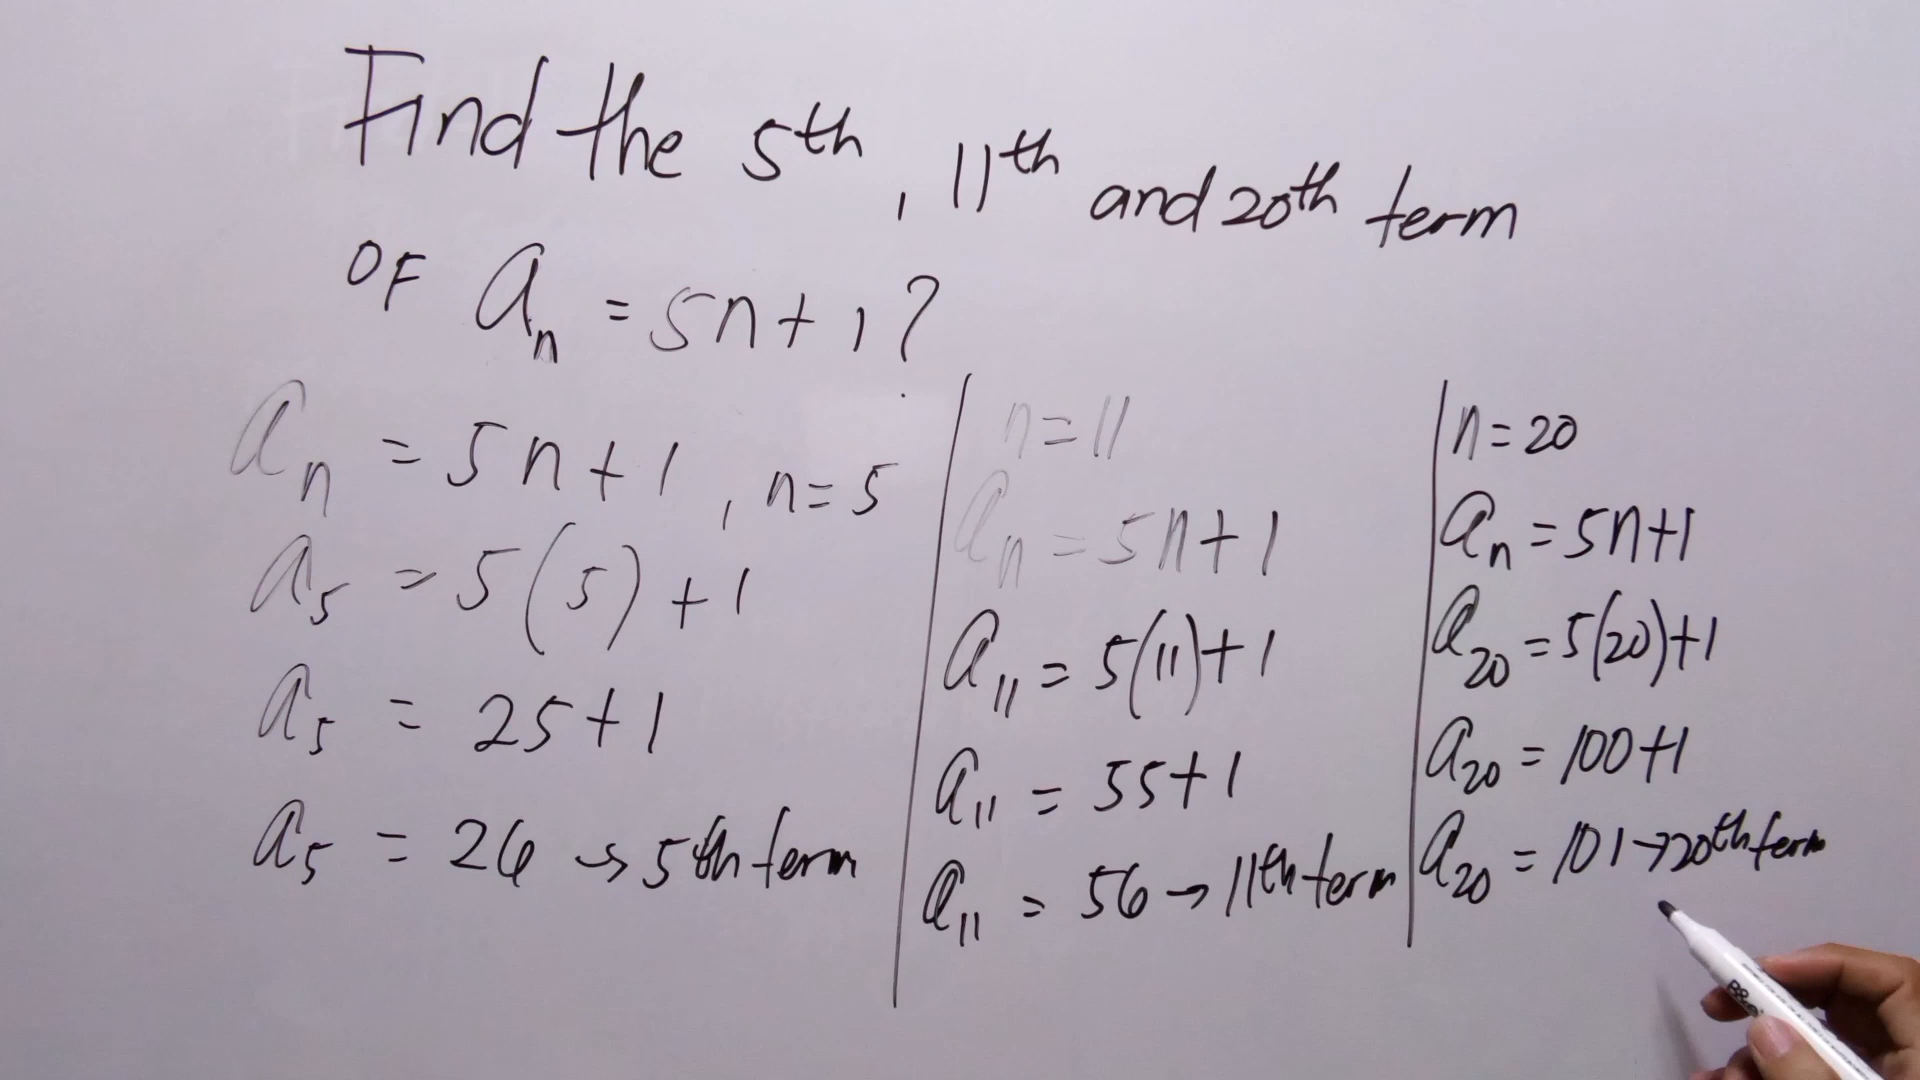 Find the 5th, 11th and 20th term
OF an = 5n+1?
an = 5n+1, n=5
a5 = 5(5)+1
a5 = 25+1
a5 = 26 → 5th term
n=11
an = 5n+1
a11 = 5(11)+1
a11 = 55+1
a11 = 56 → 11th term
n=20
an = 5n+1
a20 = 5(20)+1
a20 = 100+1
a20 = 101 → 20th term